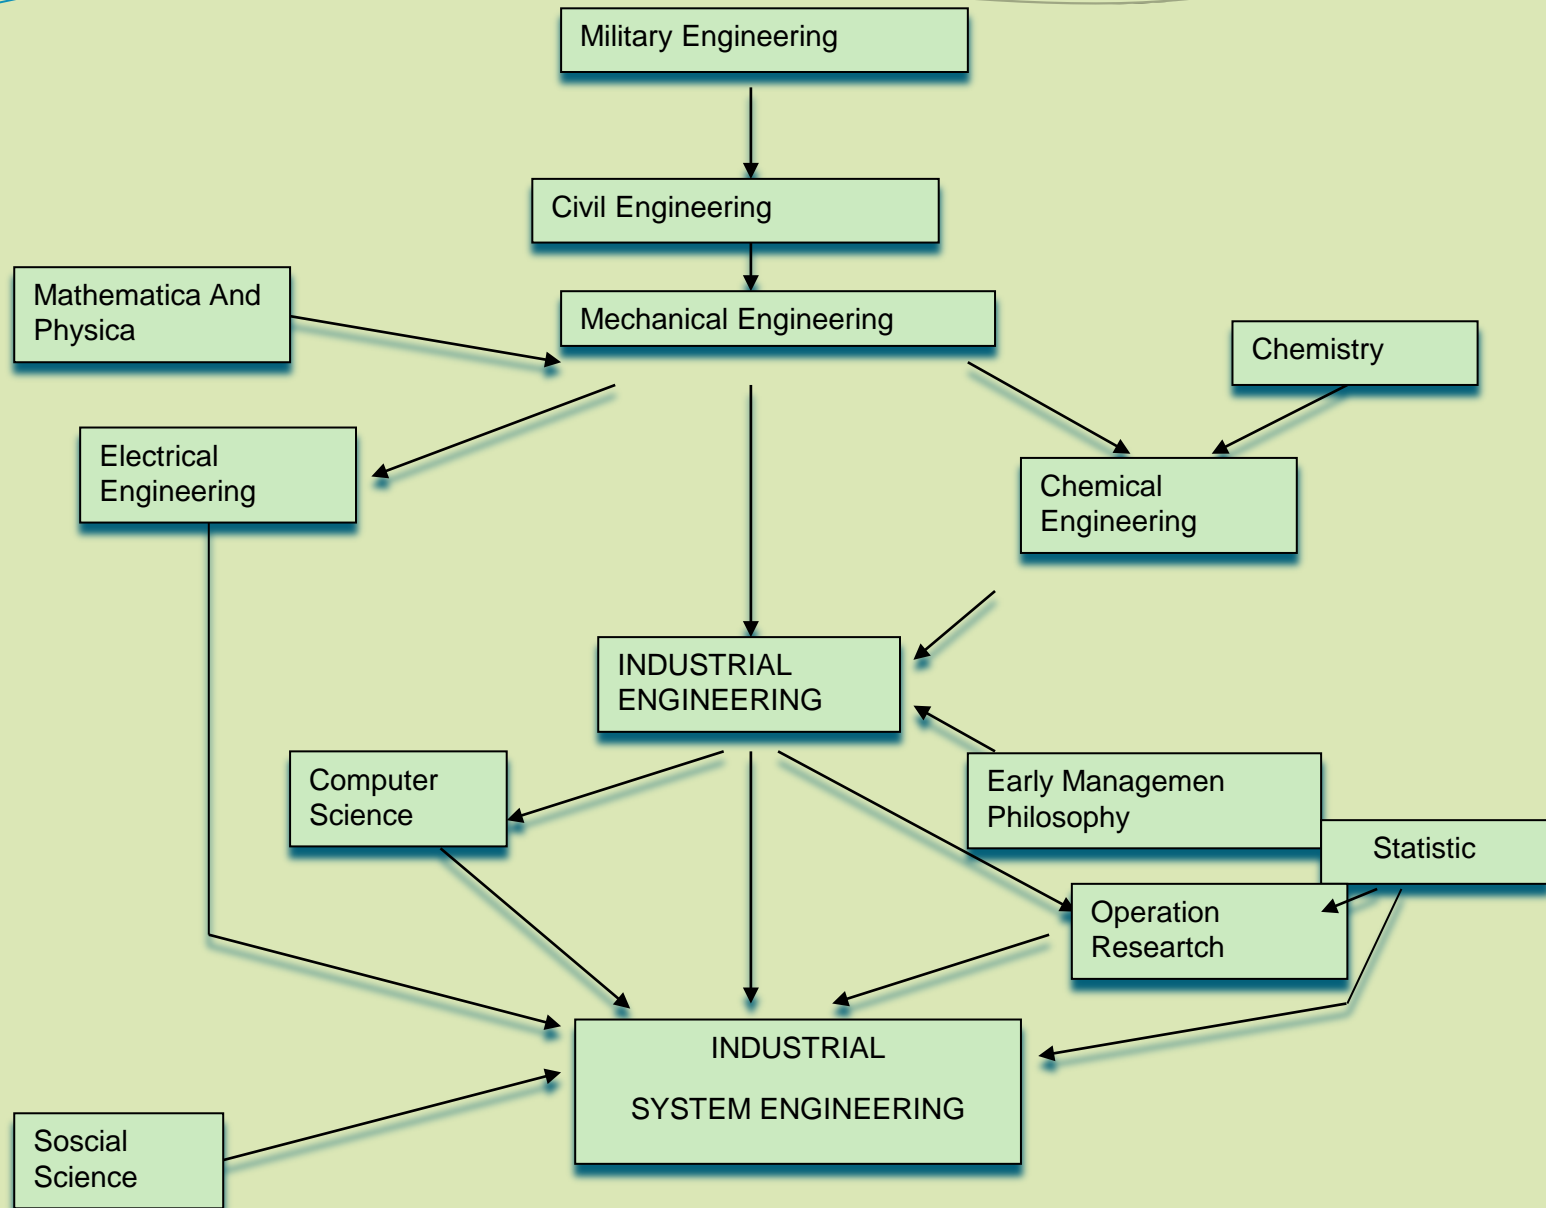 Military Engineering
Civil Engineering
Mathematica And
Physica
Mechanical Engineering
Chemistry
Electrical
Engineering
Chemical
Engineering
INDUSTRIAL
ENGINEERING
Computer
Science
Early Managemen
Philosophy
Statistic
Operation
Researtch
INDUSTRIAL
SYSTEM ENGINEERING
Soscial
Science